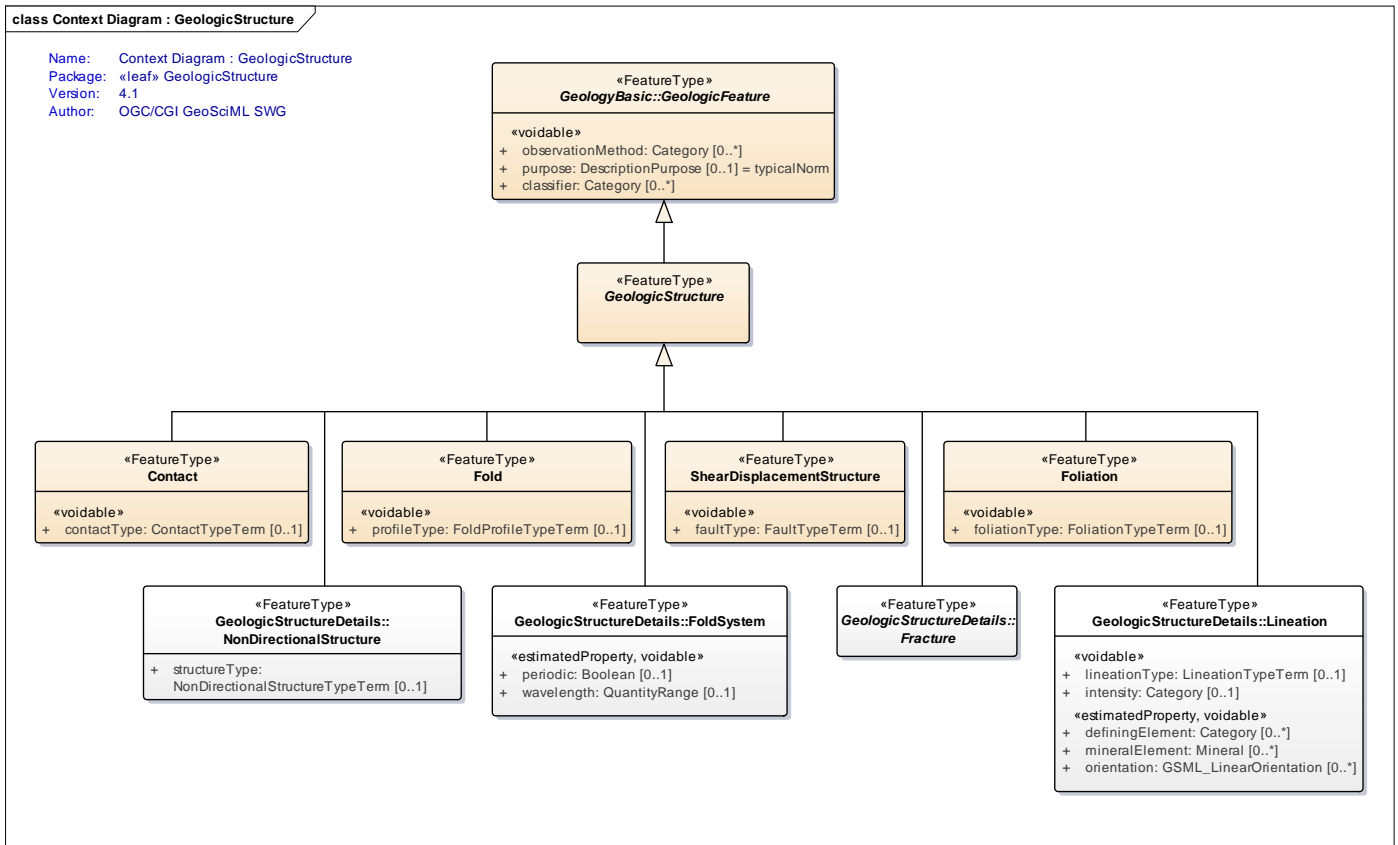 class Context Diagram : GeologicStructure
Name: Context Diagram : GeologicStructure
Package: «leaf» GeologicStructure
Version: 4.1
Author: OGC/CGI GeoSciML SWG
«FeatureType»
GeologyBasic::GeologicFeature
«voidable»
+ observationMethod: Category [0..*]
+ purpose: DescriptionPurpose [0..1] = typicalNorm
+ classifier: Category [0..*]
«FeatureType»
GeologicStructure
«FeatureType»
Contact
«voidable»
+ contactType: ContactTypeTerm [0..1]
«FeatureType»
Fold
«voidable»
+ profileType: FoldProfileTypeTerm [0..1]
«FeatureType»
ShearDisplacementStructure
«voidable»
+ faultType: FaultTypeTerm [0..1]
«FeatureType»
Foliation
«voidable»
+ foliationType: FoliationTypeTerm [0..1]
«FeatureType»
GeologicStructureDetails::
NonDirectionalStructure
+ structureType:
NonDirectionalStructureTypeTerm [0..1]
«FeatureType»
GeologicStructureDetails::FoldSystem
«estimatedProperty, voidable»
+ periodic: Boolean [0..1]
+ wavelength: QuantityRange [0..1]
«FeatureType»
GeologicStructureDetails::
Fracture
«FeatureType»
GeologicStructureDetails::Lineation
«voidable»
+ lineationType: LineationTypeTerm [0..1]
+ intensity: Category [0..1]
«estimatedProperty, voidable»
+ definingElement: Category [0..*]
+ mineralElement: Mineral [0..*]
+ orientation: GSML_LinearOrientation [0..*]